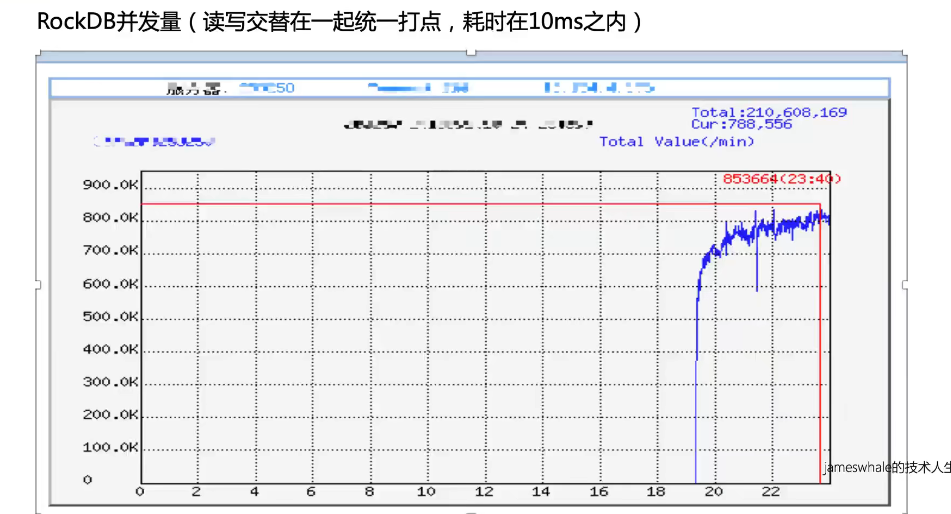 RockDB并发量（读写交替在一起统一打点，耗时在10ms之内）
服务器:
Total:210,608,169
Cur:788,556
Total Value(/min)
853664(23:40)
900.0K
800.0K
700.0K
600.0K
500.0K
400.0K
300.0K
200.0K
100.0K
0
0 2 4 6 8 10 12 14 16 18 20 22
jameswhale的技术人生